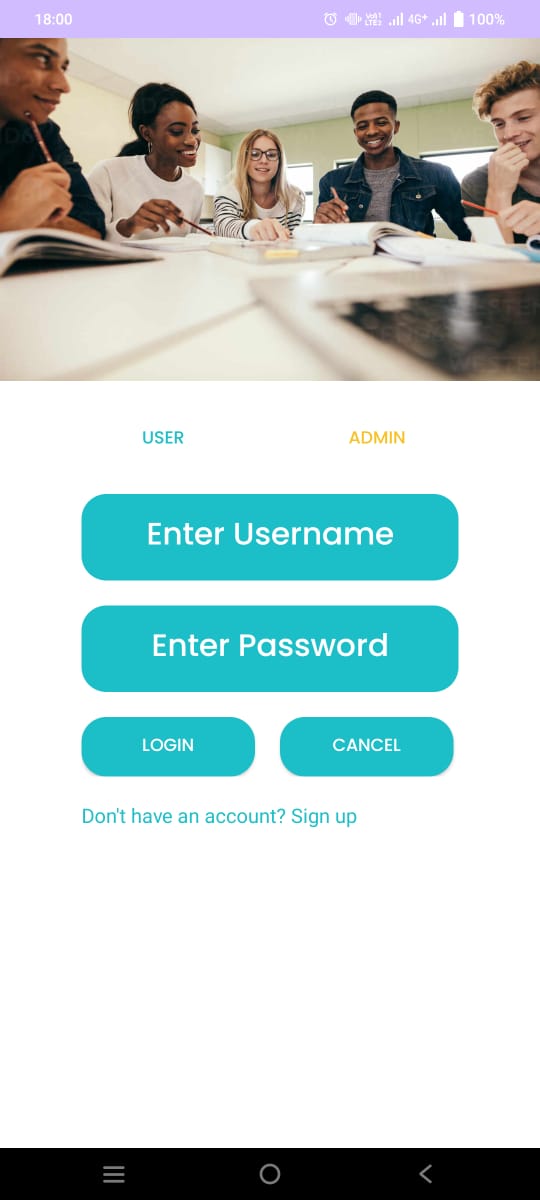 18:00
Vo1
LTE2
4G+
100%
USER
ADMIN
Enter Username
Enter Password
LOGIN
CANCEL
Don't have an account? Sign up